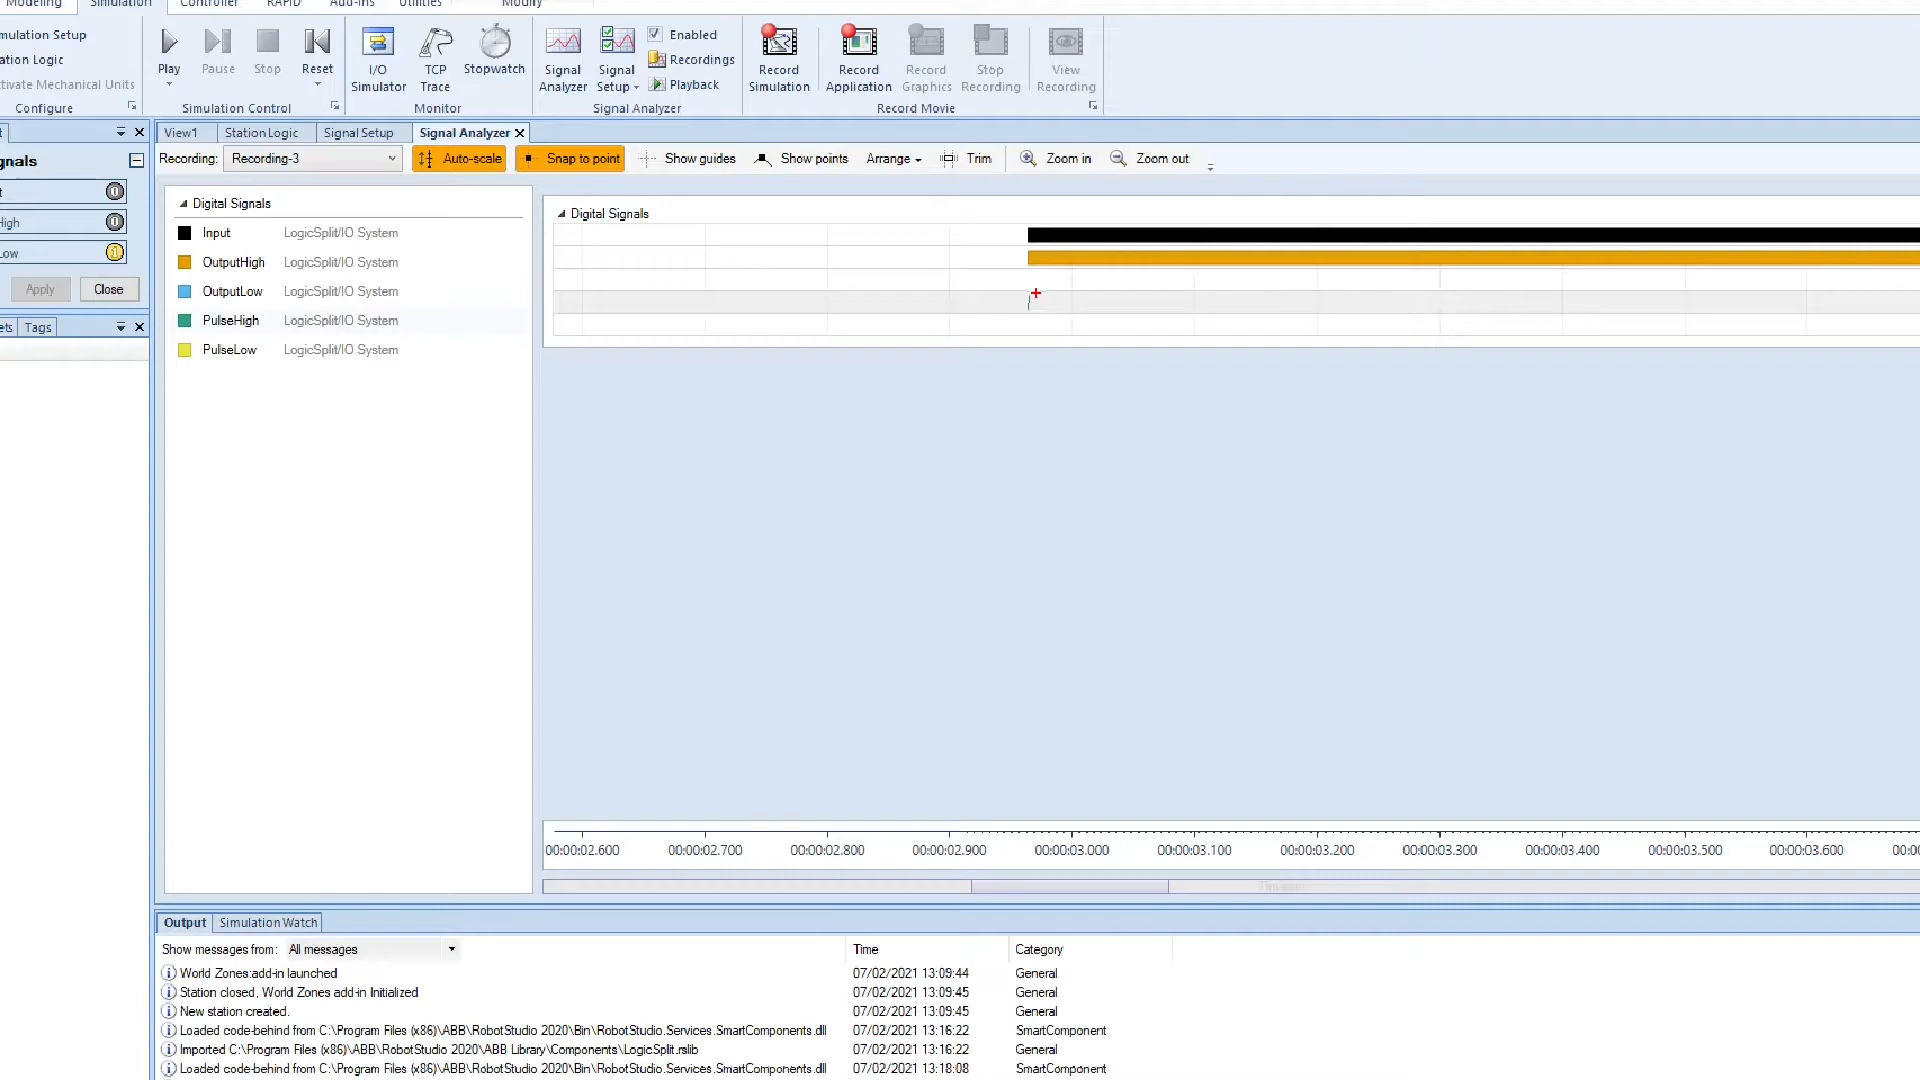 Modeling Simulation Controller RAPID Add-Ins Utilities Modify
mulation Setup
ation Logic
ctivate Mechanical Units
Configure
Play Pause Stop Reset
Simulation Control
I/O Simulator
TCP Trace
Stopwatch
Monitor
Signal Analyzer
Signal Setup
Enabled
Recordings
Playback
Signal Analyzer
Record Simulation
Record Application
Record Graphics
Stop Recording
View Recording
Record Movie
gnals
t 0
High 0
Low 1
Apply Close
ets Tags
View1 Station Logic Signal Setup Signal Analyzer
Recording: Recording-3 Auto-scale Snap to point Show guides Show points Arrange Trim Zoom in Zoom out
Digital Signals
Input LogicSplit/IO System
OutputHigh LogicSplit/IO System
OutputLow LogicSplit/IO System
PulseHigh LogicSplit/IO System
PulseLow LogicSplit/IO System
Digital Signals
00:00:02.600 00:00:02.700 00:00:02.800 00:00:02.900 00:00:03.000 00:00:03.100 00:00:03.200 00:00:03.300 00:00:03.400 00:00:03.500 00:00:03.600 00:00
Output Simulation Watch
Show messages from: All messages Time Category
World Zones:add-in launched 07/02/2021 13:09:44 General
Station closed, World Zones add-in Initialized 07/02/2021 13:09:45 General
New station created. 07/02/2021 13:09:45 General
Loaded code-behind from C:\Program Files (x86)\ABB\RobotStudio 2020\Bin\RobotStudio.Services.SmartComponents.dll 07/02/2021 13:16:22 SmartComponent
Imported C:\Program Files (x86)\ABB\RobotStudio 2020\ABB Library\Components\LogicSplit.rslib 07/02/2021 13:16:22 General
Loaded code-behind from C:\Program Files (x86)\ABB\RobotStudio 2020\Bin\RobotStudio.Services.SmartComponents.dll 07/02/2021 13:18:08 SmartComponent